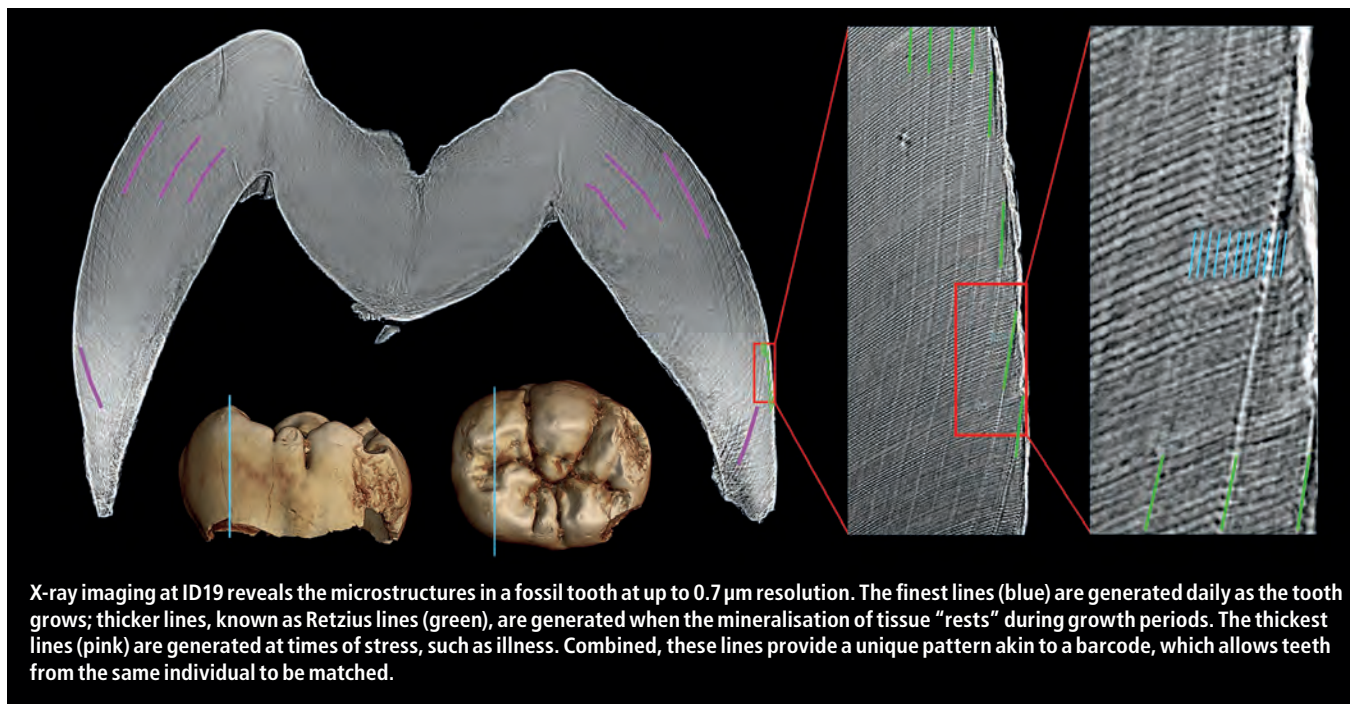 X-ray imaging at ID19 reveals the microstructures in a fossil tooth at up to 0.7 µm resolution. The finest lines (blue) are generated daily as the tooth
grows; thicker lines, known as Retzius lines (green), are generated when the mineralisation of tissue “rests” during growth periods. The thickest
lines (pink) are generated at times of stress, such as illness. Combined, these lines provide a unique pattern akin to a barcode, which allows teeth
from the same individual to be matched.